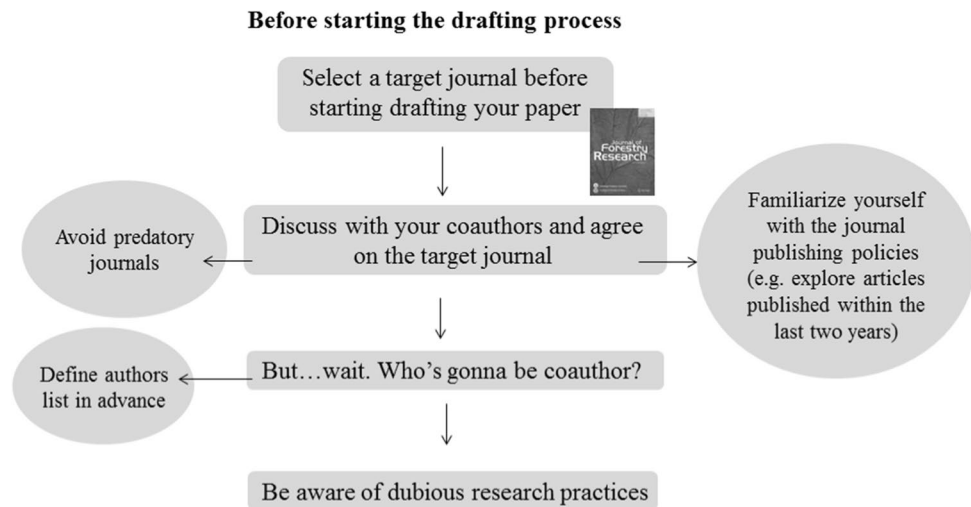 Before starting the drafting process
Select a target journal before
starting drafting your paper
Journal of
Forestry
Research
Discuss with your coauthors and agree
on the target journal
Avoid predatory
journals
Familiarize yourself
with the journal
publishing policies
(e.g. explore articles
published within the
last two years)
But…wait. Who's gonna be coauthor?
Define authors
list in advance
Be aware of dubious research practices